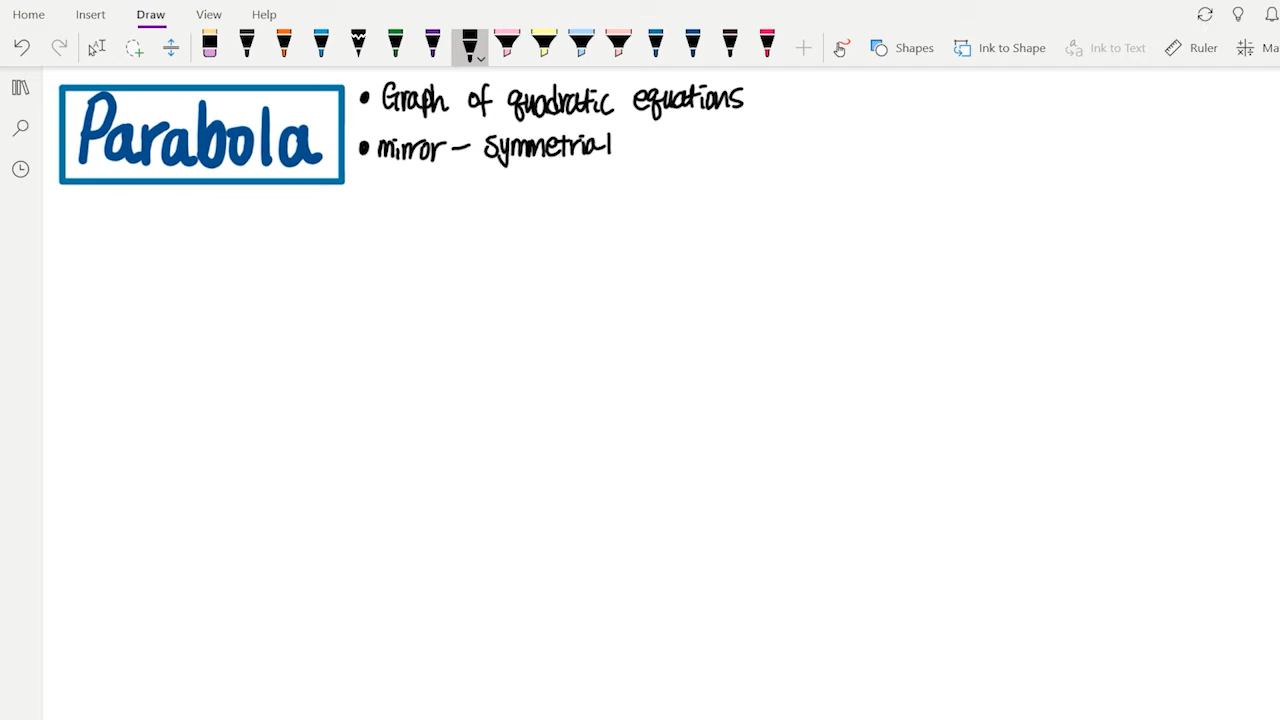 Home Insert Draw View Help
Shapes Ink to Shape Ink to Text Ruler Ma
Parabola
• Graph of quadratic equations
• mirror - symmetrial